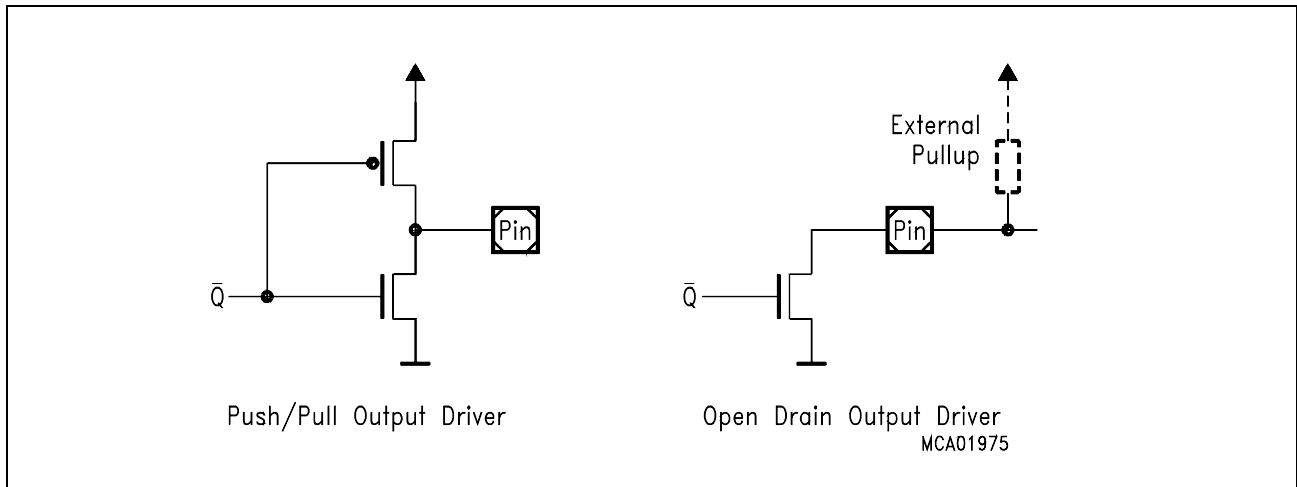 External
Pullup
Pin
Pin
Q̅
Q̅
Push/Pull Output Driver
Open Drain Output Driver
MCA01975